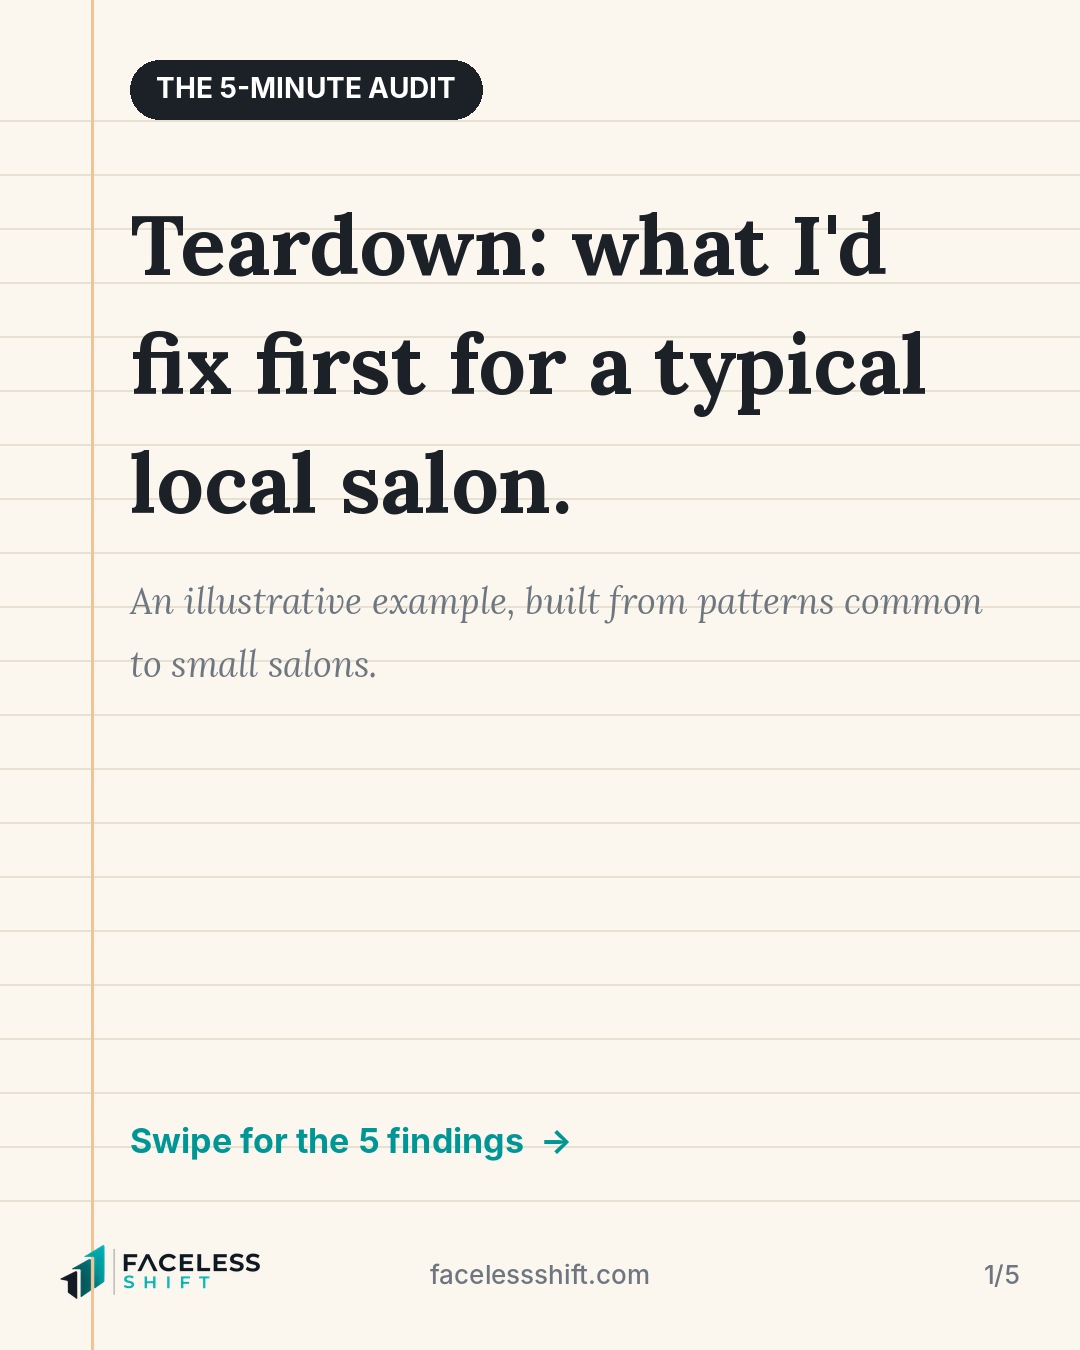 THE 5-MINUTE AUDIT
Teardown: what I'd
fix first for a typical
local salon.
An illustrative example, built from patterns common
to small salons.
Swipe for the 5 findings →
FACELESS
SHIFT
facelessshift.com
1/5